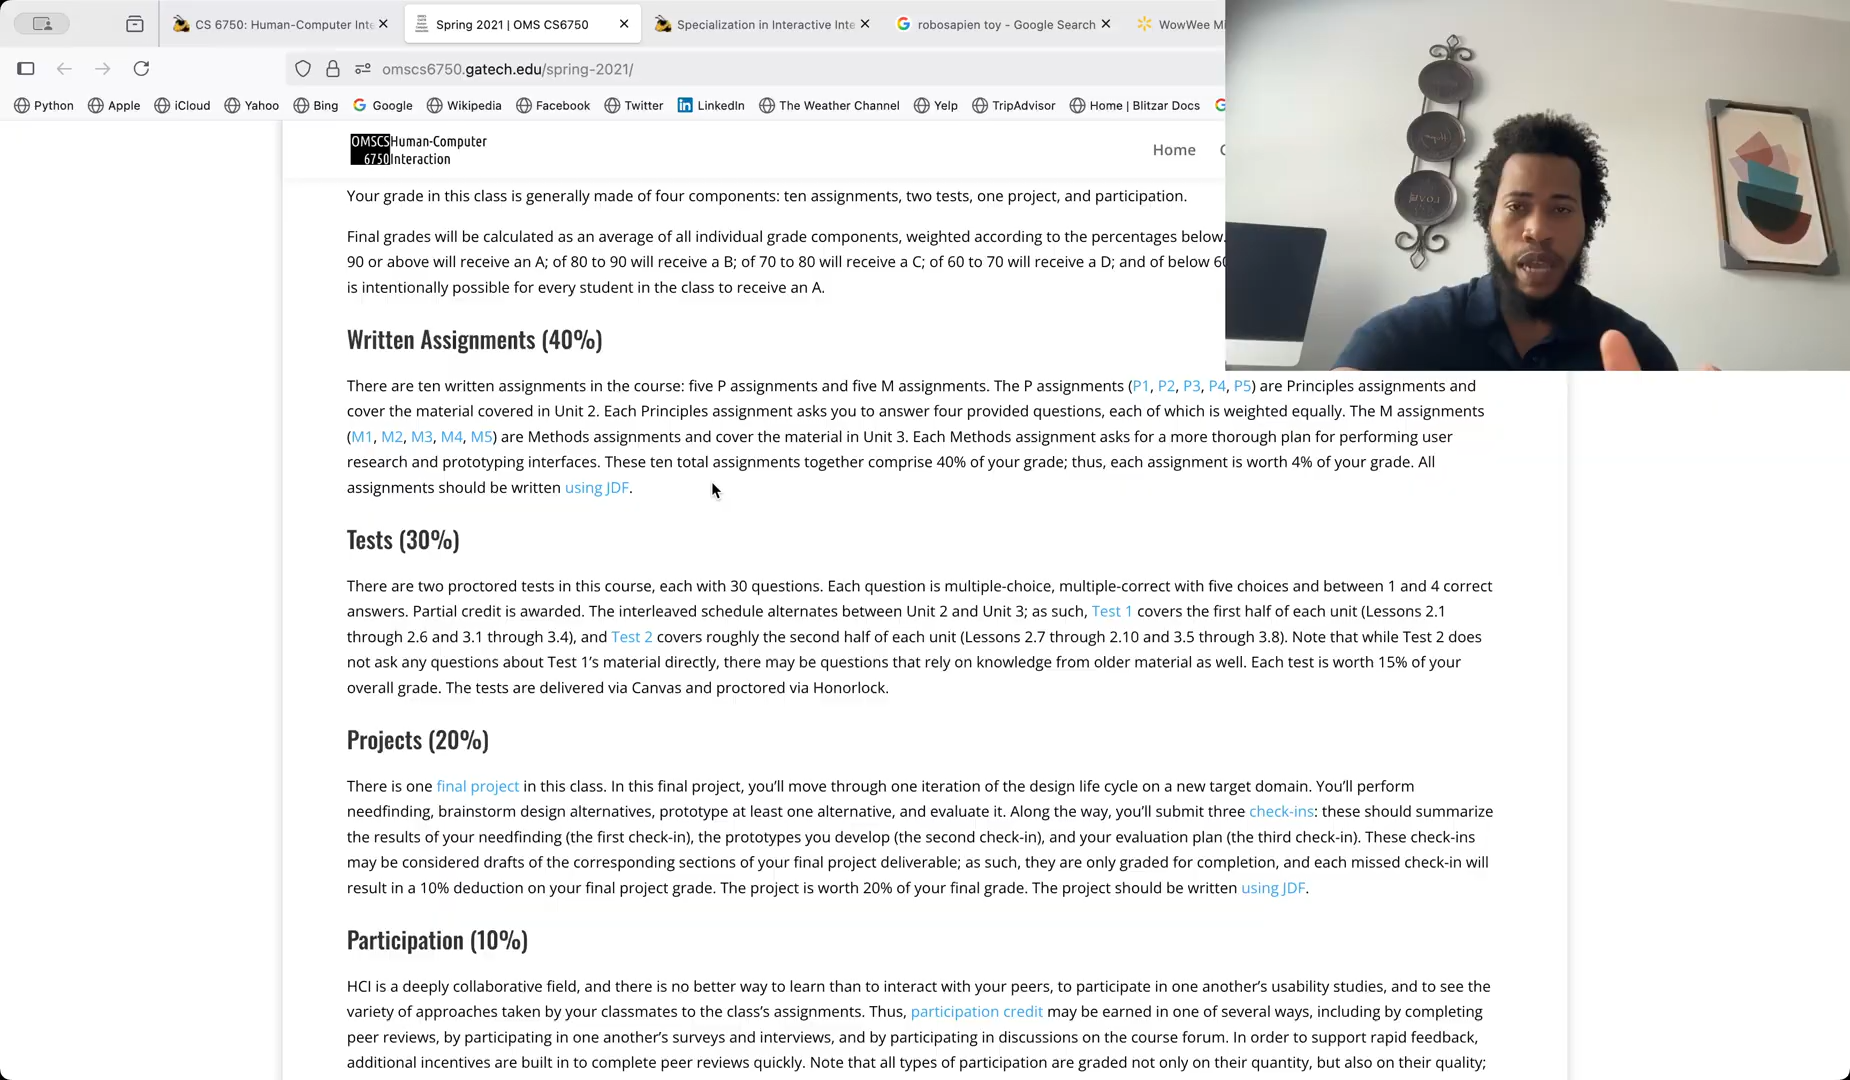 CS 6750: Human-Computer Inte
Spring 2021 | OMS CS6750
Specialization in Interactive Inte
robosapien toy - Google Search
WowWee Mi
omscs6750.gatech.edu/spring-2021/
Python
Apple
iCloud
Yahoo
Bing
Google
Wikipedia
Facebook
Twitter
LinkedIn
The Weather Channel
Yelp
TripAdvisor
Home | Blitzar Docs
OMSCS Human-Computer
6750 Interaction
Home
Your grade in this class is generally made of four components: ten assignments, two tests, one project, and participation.
Final grades will be calculated as an average of all individual grade components, weighted according to the percentages below.
90 or above will receive an A; of 80 to 90 will receive a B; of 70 to 80 will receive a C; of 60 to 70 will receive a D; and of below 60
is intentionally possible for every student in the class to receive an A.
Written Assignments (40%)
There are ten written assignments in the course: five P assignments and five M assignments. The P assignments (P1, P2, P3, P4, P5) are Principles assignments and
cover the material covered in Unit 2. Each Principles assignment asks you to answer four provided questions, each of which is weighted equally. The M assignments
(M1, M2, M3, M4, M5) are Methods assignments and cover the material in Unit 3. Each Methods assignment asks for a more thorough plan for performing user
research and prototyping interfaces. These ten total assignments together comprise 40% of your grade; thus, each assignment is worth 4% of your grade. All
assignments should be written using JDF.
Tests (30%)
There are two proctored tests in this course, each with 30 questions. Each question is multiple-choice, multiple-correct with five choices and between 1 and 4 correct
answers. Partial credit is awarded. The interleaved schedule alternates between Unit 2 and Unit 3; as such, Test 1 covers the first half of each unit (Lessons 2.1
through 2.6 and 3.1 through 3.4), and Test 2 covers roughly the second half of each unit (Lessons 2.7 through 2.10 and 3.5 through 3.8). Note that while Test 2 does
not ask any questions about Test 1’s material directly, there may be questions that rely on knowledge from older material as well. Each test is worth 15% of your
overall grade. The tests are delivered via Canvas and proctored via Honorlock.
Projects (20%)
There is one final project in this class. In this final project, you’ll move through one iteration of the design life cycle on a new target domain. You’ll perform
needfinding, brainstorm design alternatives, prototype at least one alternative, and evaluate it. Along the way, you’ll submit three check-ins: these should summarize
the results of your needfinding (the first check-in), the prototypes you develop (the second check-in), and your evaluation plan (the third check-in). These check-ins
may be considered drafts of the corresponding sections of your final project deliverable; as such, they are only graded for completion, and each missed check-in will
result in a 10% deduction on your final project grade. The project is worth 20% of your final grade. The project should be written using JDF.
Participation (10%)
HCI is a deeply collaborative field, and there is no better way to learn than to interact with your peers, to participate in one another’s usability studies, and to see the
variety of approaches taken by your classmates to the class’s assignments. Thus, participation credit may be earned in one of several ways, including by completing
peer reviews, by participating in one another’s surveys and interviews, and by participating in discussions on the course forum. In order to support rapid feedback,
additional incentives are built in to complete peer reviews quickly. Note that all types of participation are graded not only on their quantity, but also on their quality;